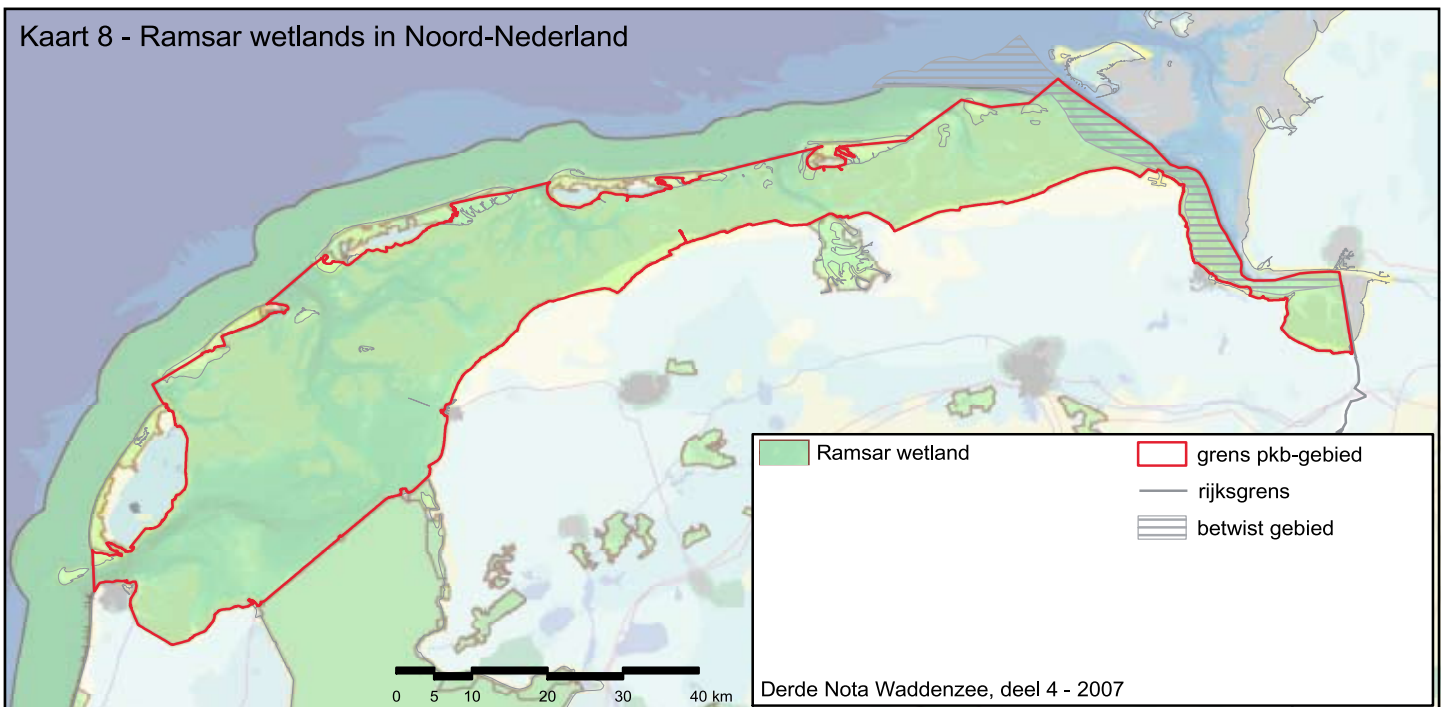 Kaart 8 - Ramsar wetlands in Noord-Nederland
Ramsar wetland
grens pkb-gebied
rijksgrens
betwist gebied
0 5 10 20 30 40 km
Derde Nota Waddenzee, deel 4 - 2007